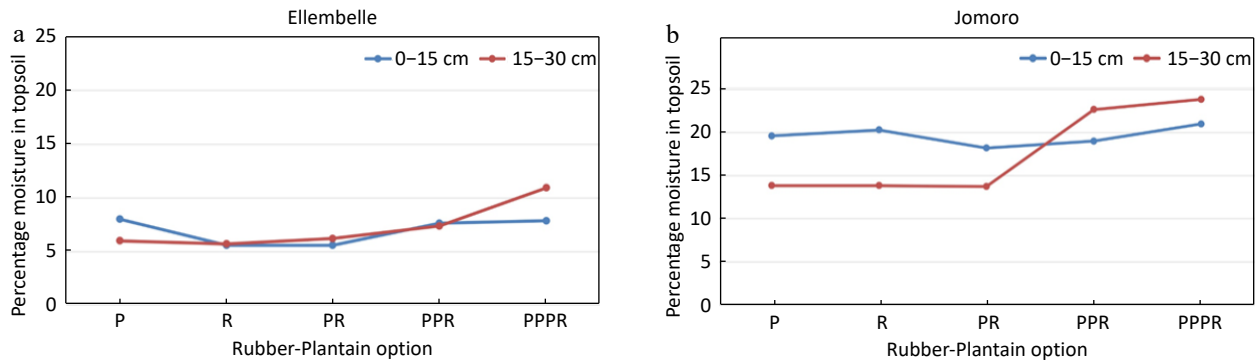 a
Ellembelle
Percentage moisture in topsoil
25
20
15
10
5
0
0−15 cm
15−30 cm
P
R
PR
PPR
PPPR
Rubber-Plantain option
b
Jomoro
Percentage moisture in topsoil
25
20
15
10
5
0
0−15 cm
15−30 cm
P
R
PR
PPR
PPPR
Rubber-Plantain option